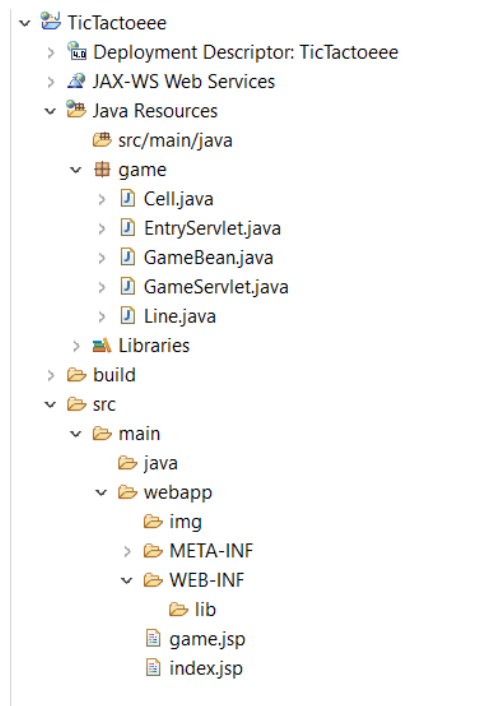 TicTactoeee
Deployment Descriptor: TicTactoeee
JAX-WS Web Services
Java Resources
src/main/java
game
Cell.java
EntryServlet.java
GameBean.java
GameServlet.java
Line.java
Libraries
build
src
main
java
webapp
img
META-INF
WEB-INF
lib
game.jsp
index.jsp